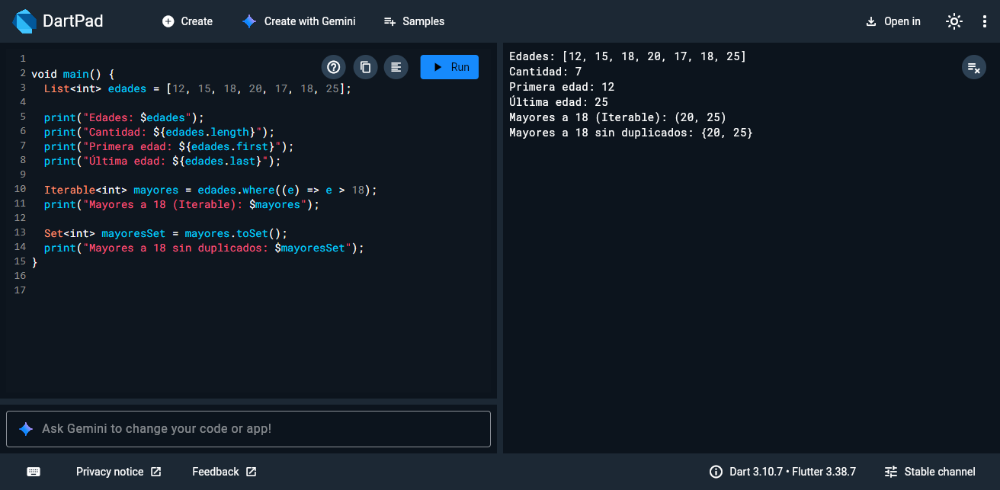 DartPad
Create
Create with Gemini
Samples
Open in
1
2 void main() {
3 List<int> edades = [12, 15, 18, 20, 17, 18, 25];
4
5 print("Edades: $edades");
6 print("Cantidad: ${edades.length}");
7 print("Primera edad: ${edades.first}");
8 print("Última edad: ${edades.last}");
9
10 Iterable<int> mayores = edades.where((e) => e > 18);
11 print("Mayores a 18 (Iterable): $mayores");
12
13 Set<int> mayoresSet = mayores.toSet();
14 print("Mayores a 18 sin duplicados: $mayoresSet");
15 }
16
17
Run
Ask Gemini to change your code or app!
Edades: [12, 15, 18, 20, 17, 18, 25]
Cantidad: 7
Primera edad: 12
Última edad: 25
Mayores a 18 (Iterable): (20, 25)
Mayores a 18 sin duplicados: {20, 25}
Privacy notice
Feedback
Dart 3.10.7 • Flutter 3.38.7
Stable channel